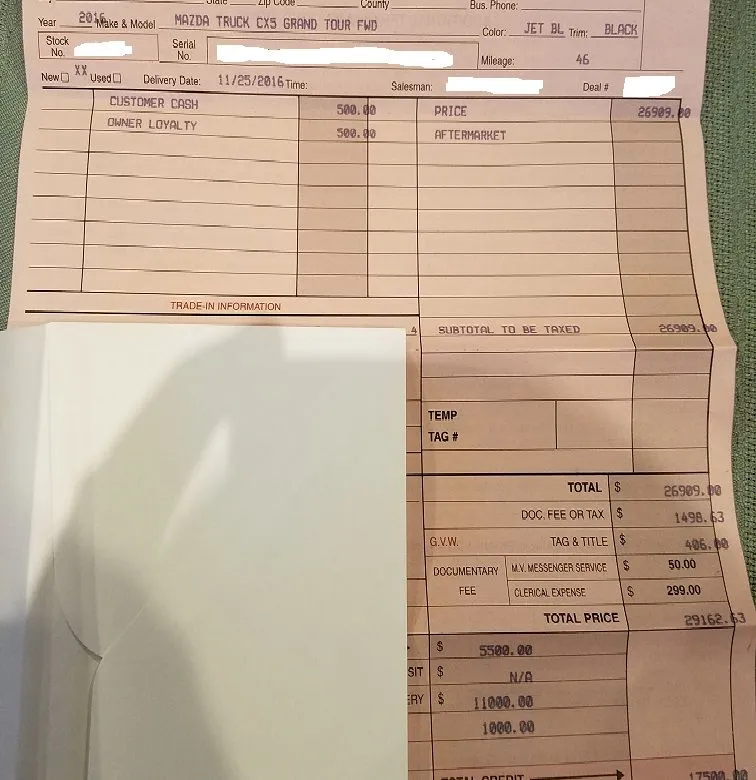 State Zip Code County Bus. Phone:
Year 2016 Make & Model MAZDA TRUCK CX5 GRAND TOUR FWD Color: JET BL Trim: BLACK
Stock No. Serial No. Mileage: 46
New XX Used Delivery Date: 11/25/2016 Time: Salesman: Deal #
CUSTOMER CASH 500.00 PRICE 26909.00
OWNER LOYALTY 500.00 AFTERMARKET
TRADE-IN INFORMATION
4 SUBTOTAL TO BE TAXED 26909.00
TEMP
TAG #
TOTAL $ 26909.00
DOC. FEE OR TAX $ 1498.63
G.V.W. TAG & TITLE $ 406.00
DOCUMENTARY FEE M.V. MESSENGER SERVICE $ 50.00
CLERICAL EXPENSE $ 299.00
TOTAL PRICE 29162.63
$ 5500.00
SIT $ N/A
ERY $ 11000.00
1000.00
TOTAL CREDIT 17500.00